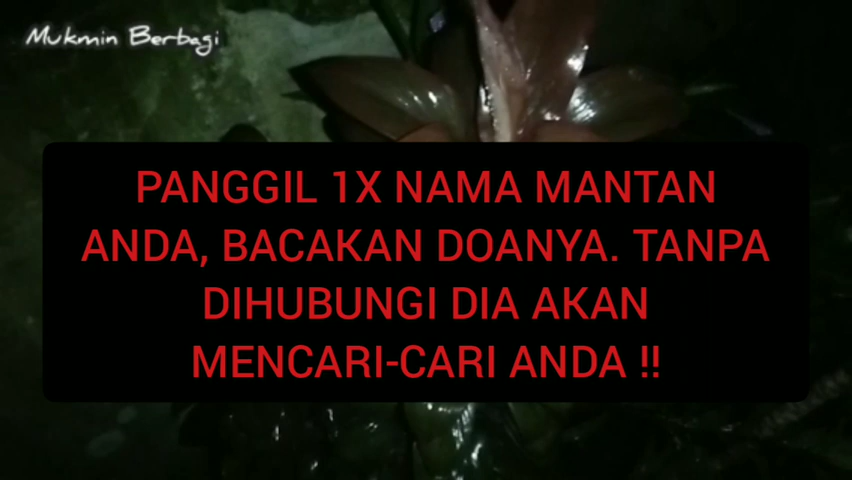 Mukmin Berbagi
PANGGIL 1X NAMA MANTAN
ANDA, BACAKAN DOANYA. TANPA
DIHUBUNGI DIA AKAN
MENCARI-CARI ANDA !!